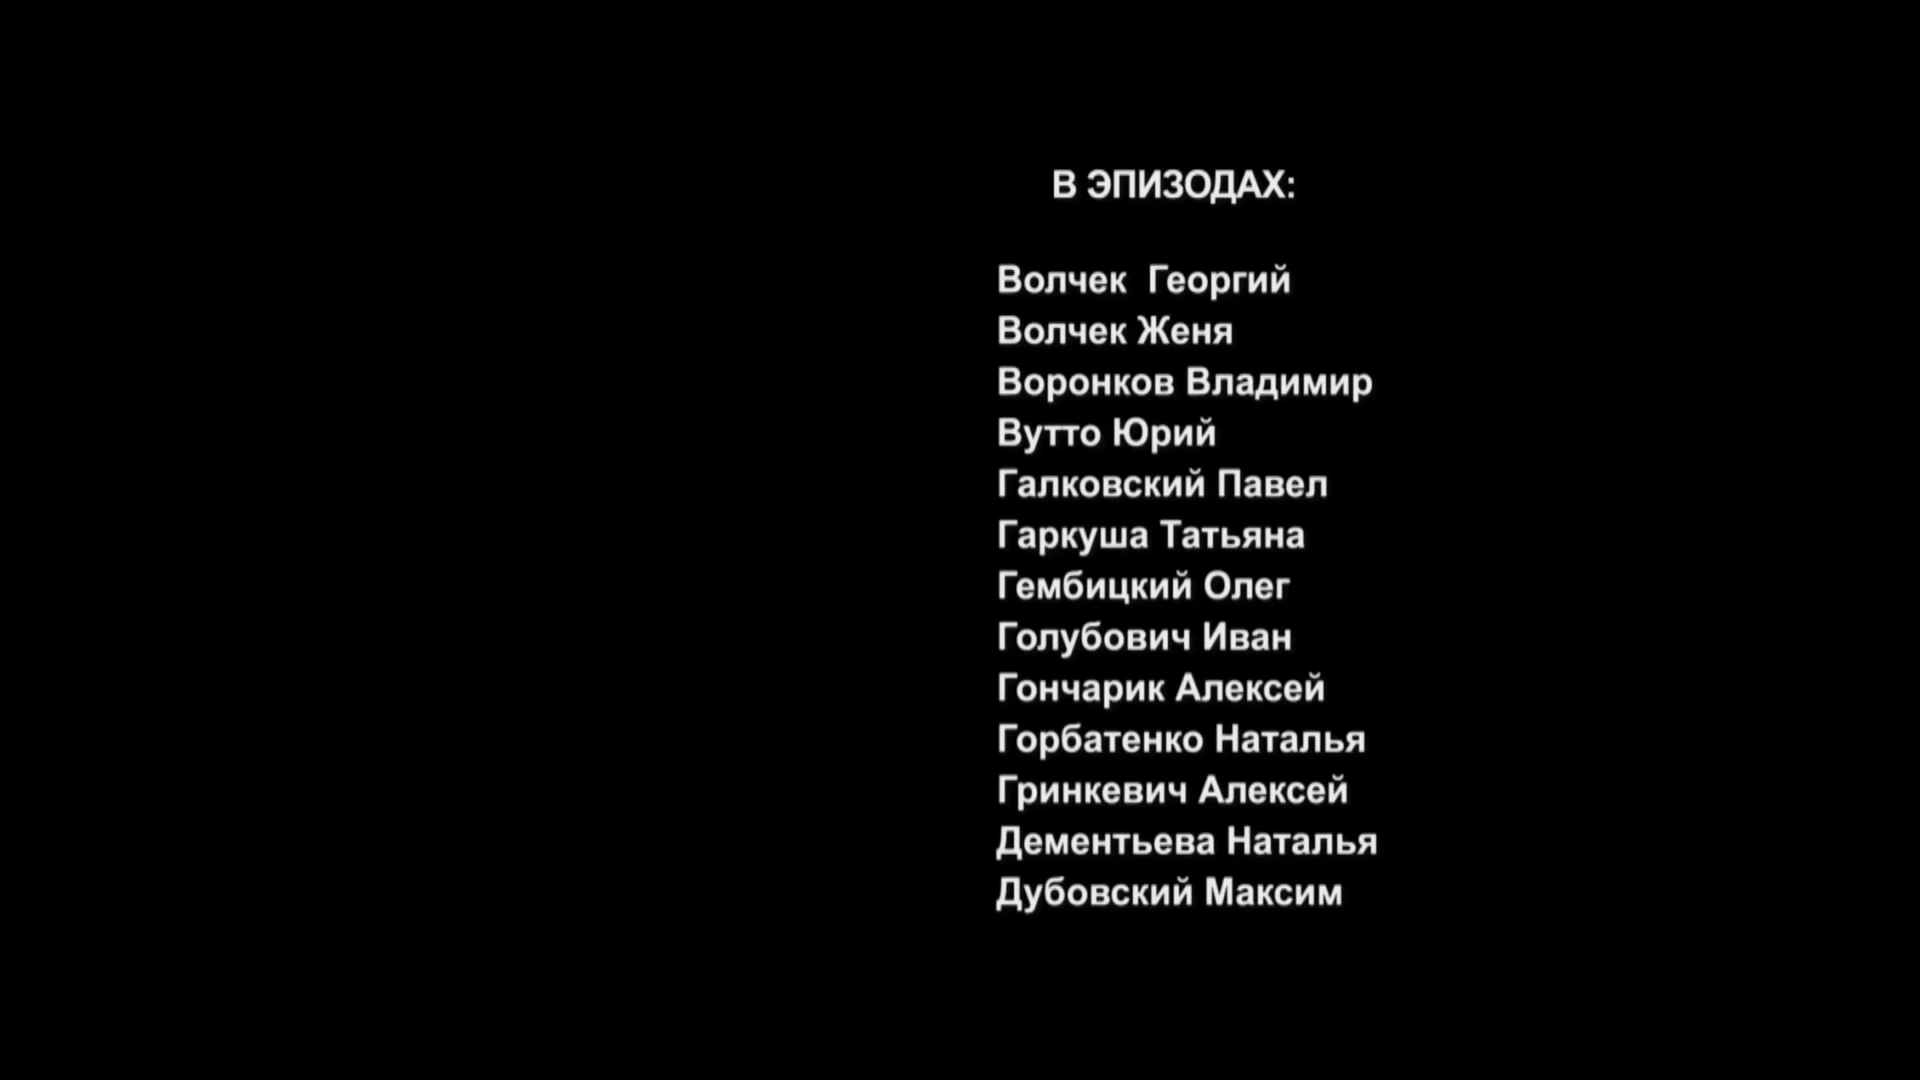 В ЭПИЗОДАХ:
Волчек  Георгий
Волчек Женя
Воронков Владимир
Вутто Юрий
Галковский Павел
Гаркуша Татьяна
Гембицкий Олег
Голубович Иван
Гончарик Алексей
Горбатенко Наталья
Гринкевич Алексей
Дементьева Наталья
Дубовский Максим